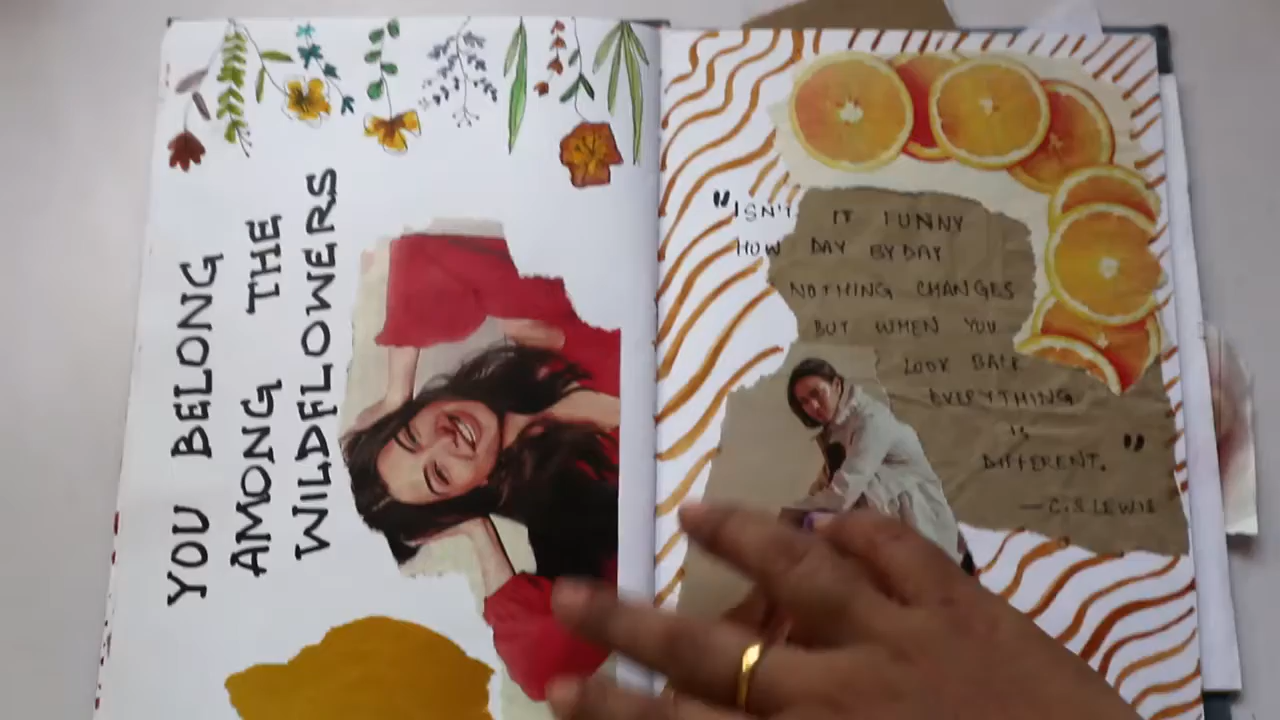 YOU BELONG
AMONG THE
WILDFLOWERS
"ISN'T IT FUNNY
HOW DAY BY DAY
NOTHING CHANGES
BUT WHEN YOU
LOOK BACK
EVERYTHING
IS
DIFFERENT."
—C.S LEWIS